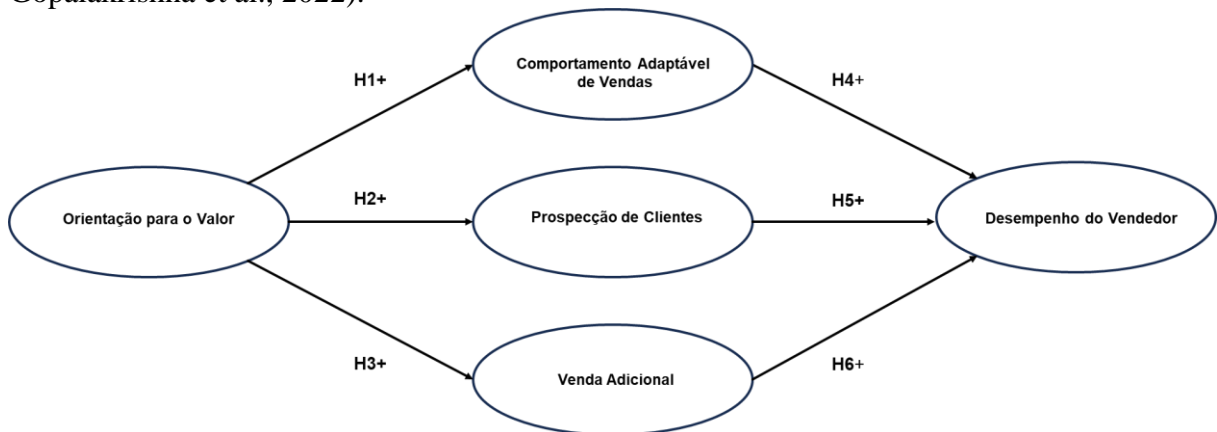 Gopalakrishna et al., 2022).
Comportamento Adaptável
de Vendas
H1+
H4+
Orientação para o Valor
H2+
Prospecção de Clientes
H5+
Desempenho do Vendedor
H3+
Venda Adicional
H6+